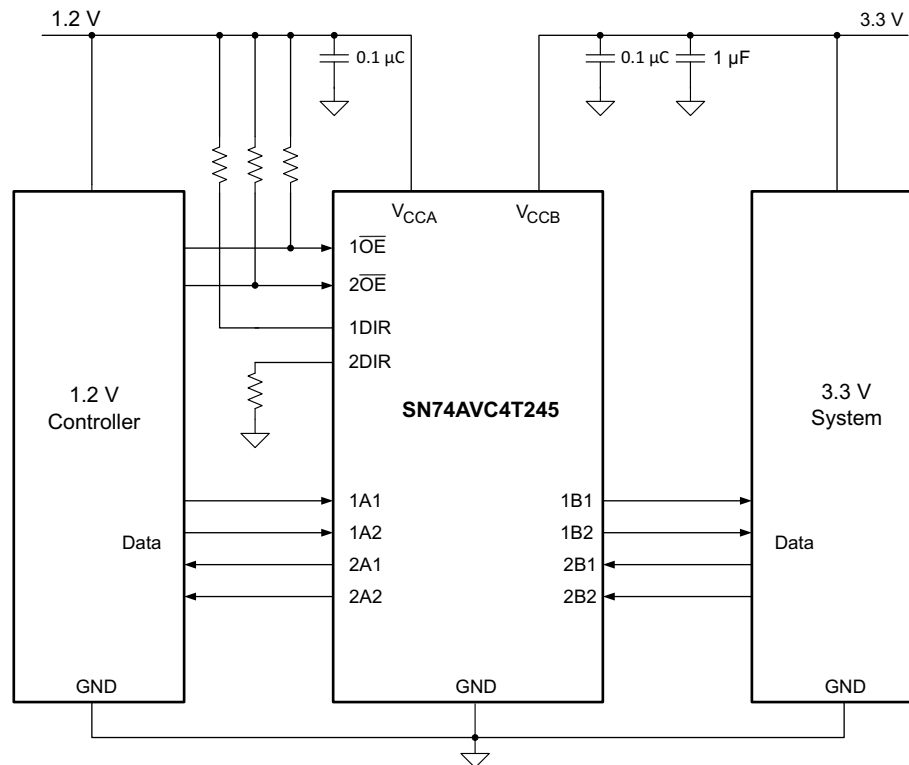 1.2 V
3.3 V
0.1 µC
0.1 µC
1 µF
VCCA
VCCB
1OE
2OE
1DIR
2DIR
SN74AVC4T245
1.2 V
Controller
3.3 V
System
1A1
1A2
2A1
2A2
1B1
1B2
2B1
2B2
Data
Data
GND
GND
GND